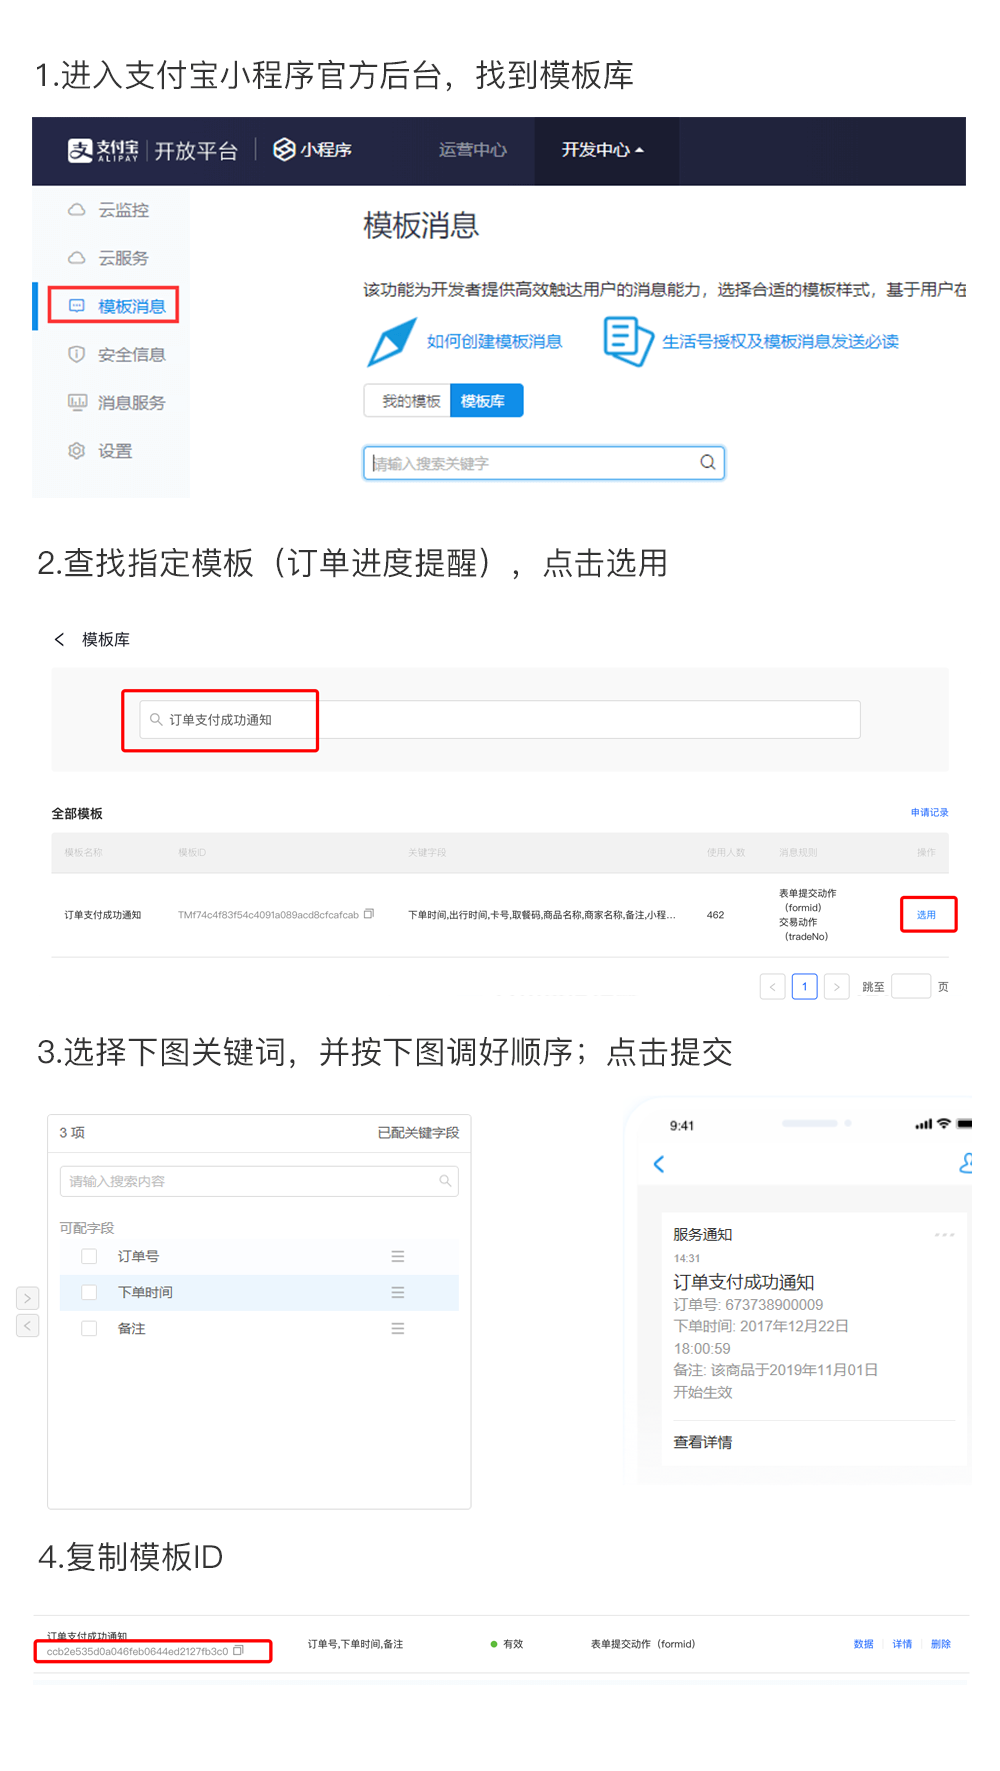 1.进入支付宝小程序官方后台，找到模板库
支付宝 ALIPAY 开放平台 小程序 运营中心 开发中心
云监控
云服务
模板消息
安全信息
消息服务
设置
模板消息
该功能为开发者提供高效触达用户的消息能力，选择合适的模板样式，基于用户在
如何创建模板消息 生活号授权及模板消息发送必读
我的模板 模板库
请输入搜索关键字
2.查找指定模板（订单进度提醒），点击选用
模板库
订单支付成功通知
全部模板 申请记录
模板名称 模板ID 关键字段 使用人数 消息规则 操作
订单支付成功通知 TMf74c4f83f54c4091a089acd8cfcafcab 下单时间,出行时间,卡号,取餐码,商品名称,商家名称,备注,小程... 462 表单提交动作
（formid）
交易动作
（tradeNo）
选用
< 1 > 跳至 页
3.选择下图关键词，并按下图调好顺序；点击提交
3 项 已配关键字段
请输入搜索内容
可配字段
订单号
下单时间
备注
9:41
服务通知
14:31
订单支付成功通知
订单号: 673738900009
下单时间: 2017年12月22日
18:00:59
备注: 该商品于2019年11月01日
开始生效
查看详情
4.复制模板ID
订单支付成功通知
ccb2e535d0a046feb0644ed2127fb3c0
订单号,下单时间,备注 有效 表单提交动作（formid） 数据 详情 删除